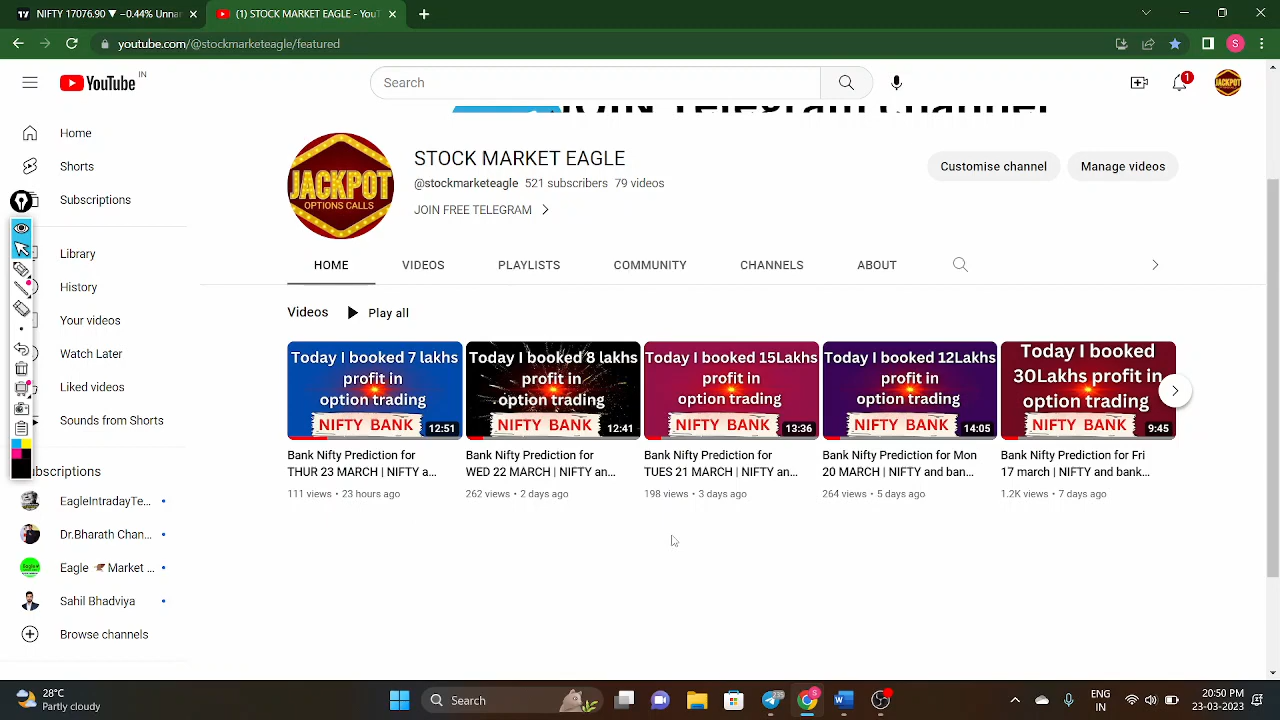 NIFTY 17076.90 ▼ −0.44% Unnar
(1) STOCK MARKET EAGLE - YouT
youtube.com/@stockmarketeagle/featured
S
YouTube IN
Search
1
JOIN Telegram Channel
JACKPOT
JACKPOT
OPTIONS CALLS
STOCK MARKET EAGLE
@stockmarketeagle 521 subscribers 79 videos
JOIN FREE TELEGRAM
Customise channel
Manage videos
HOME
VIDEOS
PLAYLISTS
COMMUNITY
CHANNELS
ABOUT
Home
Shorts
Subscriptions
Library
History
Your videos
Watch Later
Liked videos
Sounds from Shorts
ubscriptions
EagleIntradayTe...
Dr.Bharath Chan...
Eagle 🦅 Market ...
Sahil Bhadviya
Browse channels
Videos
Play all
Today I booked 7 lakhs
profit in
option trading
NIFTY BANK
12:51
Bank Nifty Prediction for
THUR 23 MARCH | NIFTY a...
111 views • 23 hours ago
Today I booked 8 lakhs
profit in
option trading
NIFTY BANK
12:41
Bank Nifty Prediction for
WED 22 MARCH | NIFTY an...
262 views • 2 days ago
Today I booked 15Lakhs
profit in
option trading
NIFTY BANK
13:36
Bank Nifty Prediction for
TUES 21 MARCH | NIFTY an...
198 views • 3 days ago
Today I booked 12Lakhs
profit in
option trading
NIFTY BANK
14:05
Bank Nifty Prediction for Mon
20 MARCH | NIFTY and ban...
264 views • 5 days ago
Today I booked
30Lakhs profit in
option trading
NIFTY BANK
9:45
Bank Nifty Prediction for Fri
17 march | NIFTY and bank...
1.2K views • 7 days ago
28°C
Partly cloudy
Search
ENG
IN
20:50 PM
23-03-2023